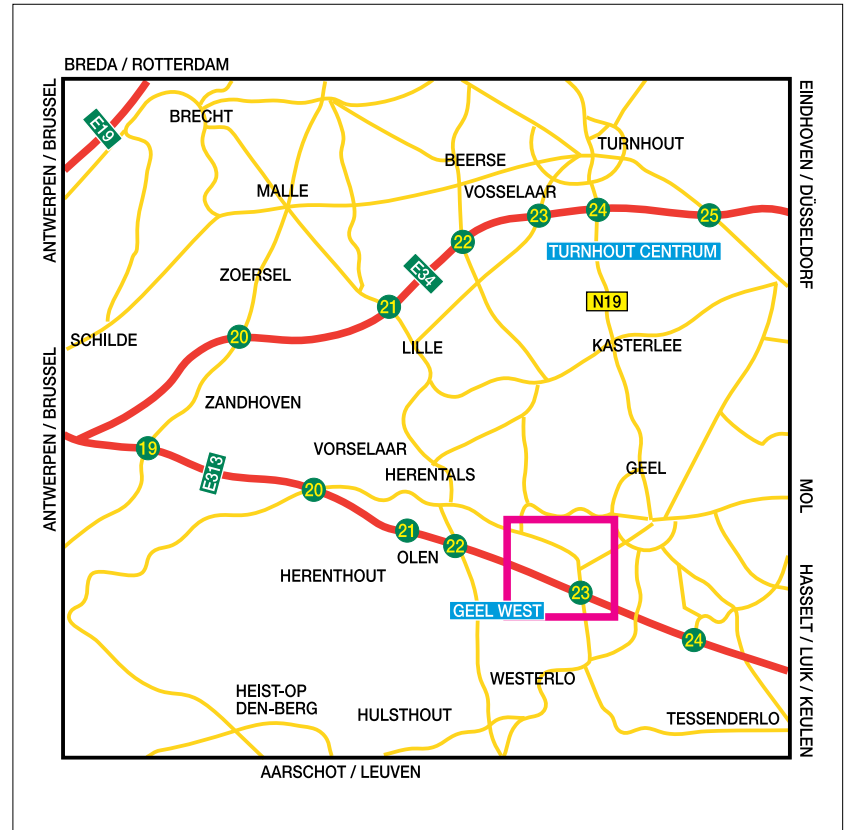 BREDA / ROTTERDAM
ANTWERPEN / BRUSSEL
EINDHOVEN / DÜSSELDORF
E19
BRECHT
TURNHOUT
BEERSE
MALLE
VOSSELAAR
24
23
25
22
TURNHOUT CENTRUM
ZOERSEL
E34
N19
21
20
SCHILDE
LILLE
KASTERLEE
ANTWERPEN / BRUSSEL
ZANDHOVEN
19
VORSELAAR
E313
HERENTALS
GEEL
MOL
20
21
OLEN
22
HERENTHOUT
23
GEEL WEST
HASSELT / LUIK / KEULEN
24
WESTERLO
HEIST-OP
DEN-BERG
HULSTHOUT
TESSENDERLO
AARSCHOT / LEUVEN